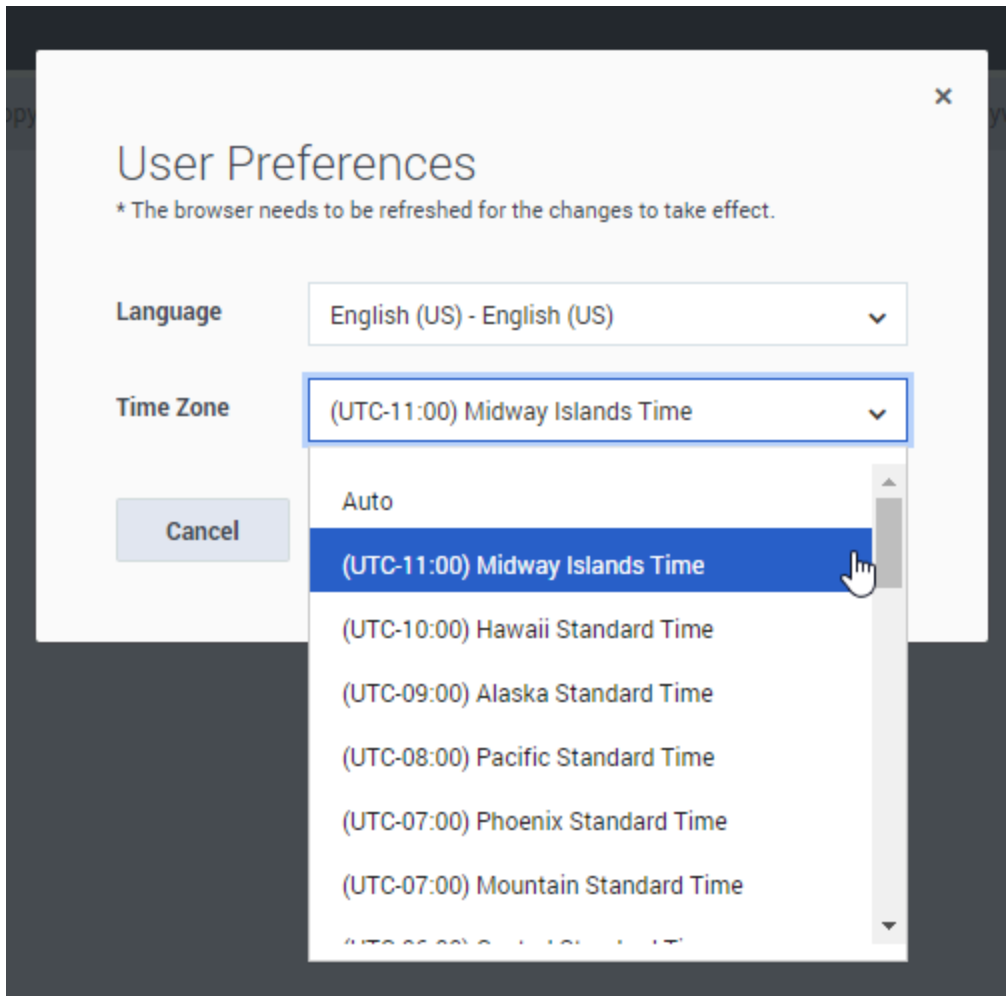 ×
User Preferences
* The browser needs to be refreshed for the changes to take effect.
Language
English (US) - English (US)
Time Zone
(UTC-11:00) Midway Islands Time
Auto
Cancel
(UTC-11:00) Midway Islands Time
(UTC-10:00) Hawaii Standard Time
(UTC-09:00) Alaska Standard Time
(UTC-08:00) Pacific Standard Time
(UTC-07:00) Phoenix Standard Time
(UTC-07:00) Mountain Standard Time